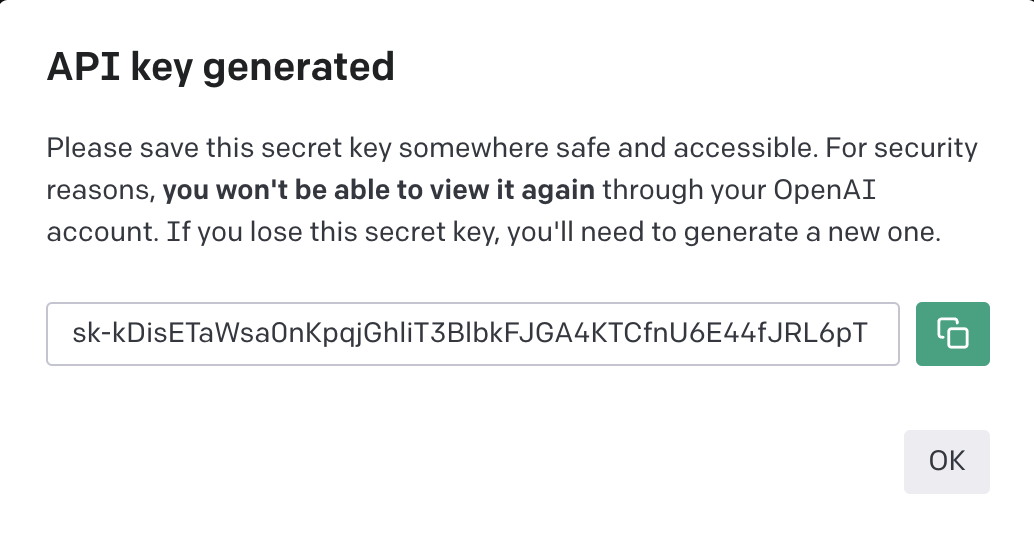 API key generated
Please save this secret key somewhere safe and accessible. For security
reasons, you won't be able to view it again through your OpenAI
account. If you lose this secret key, you'll need to generate a new one.
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
OK